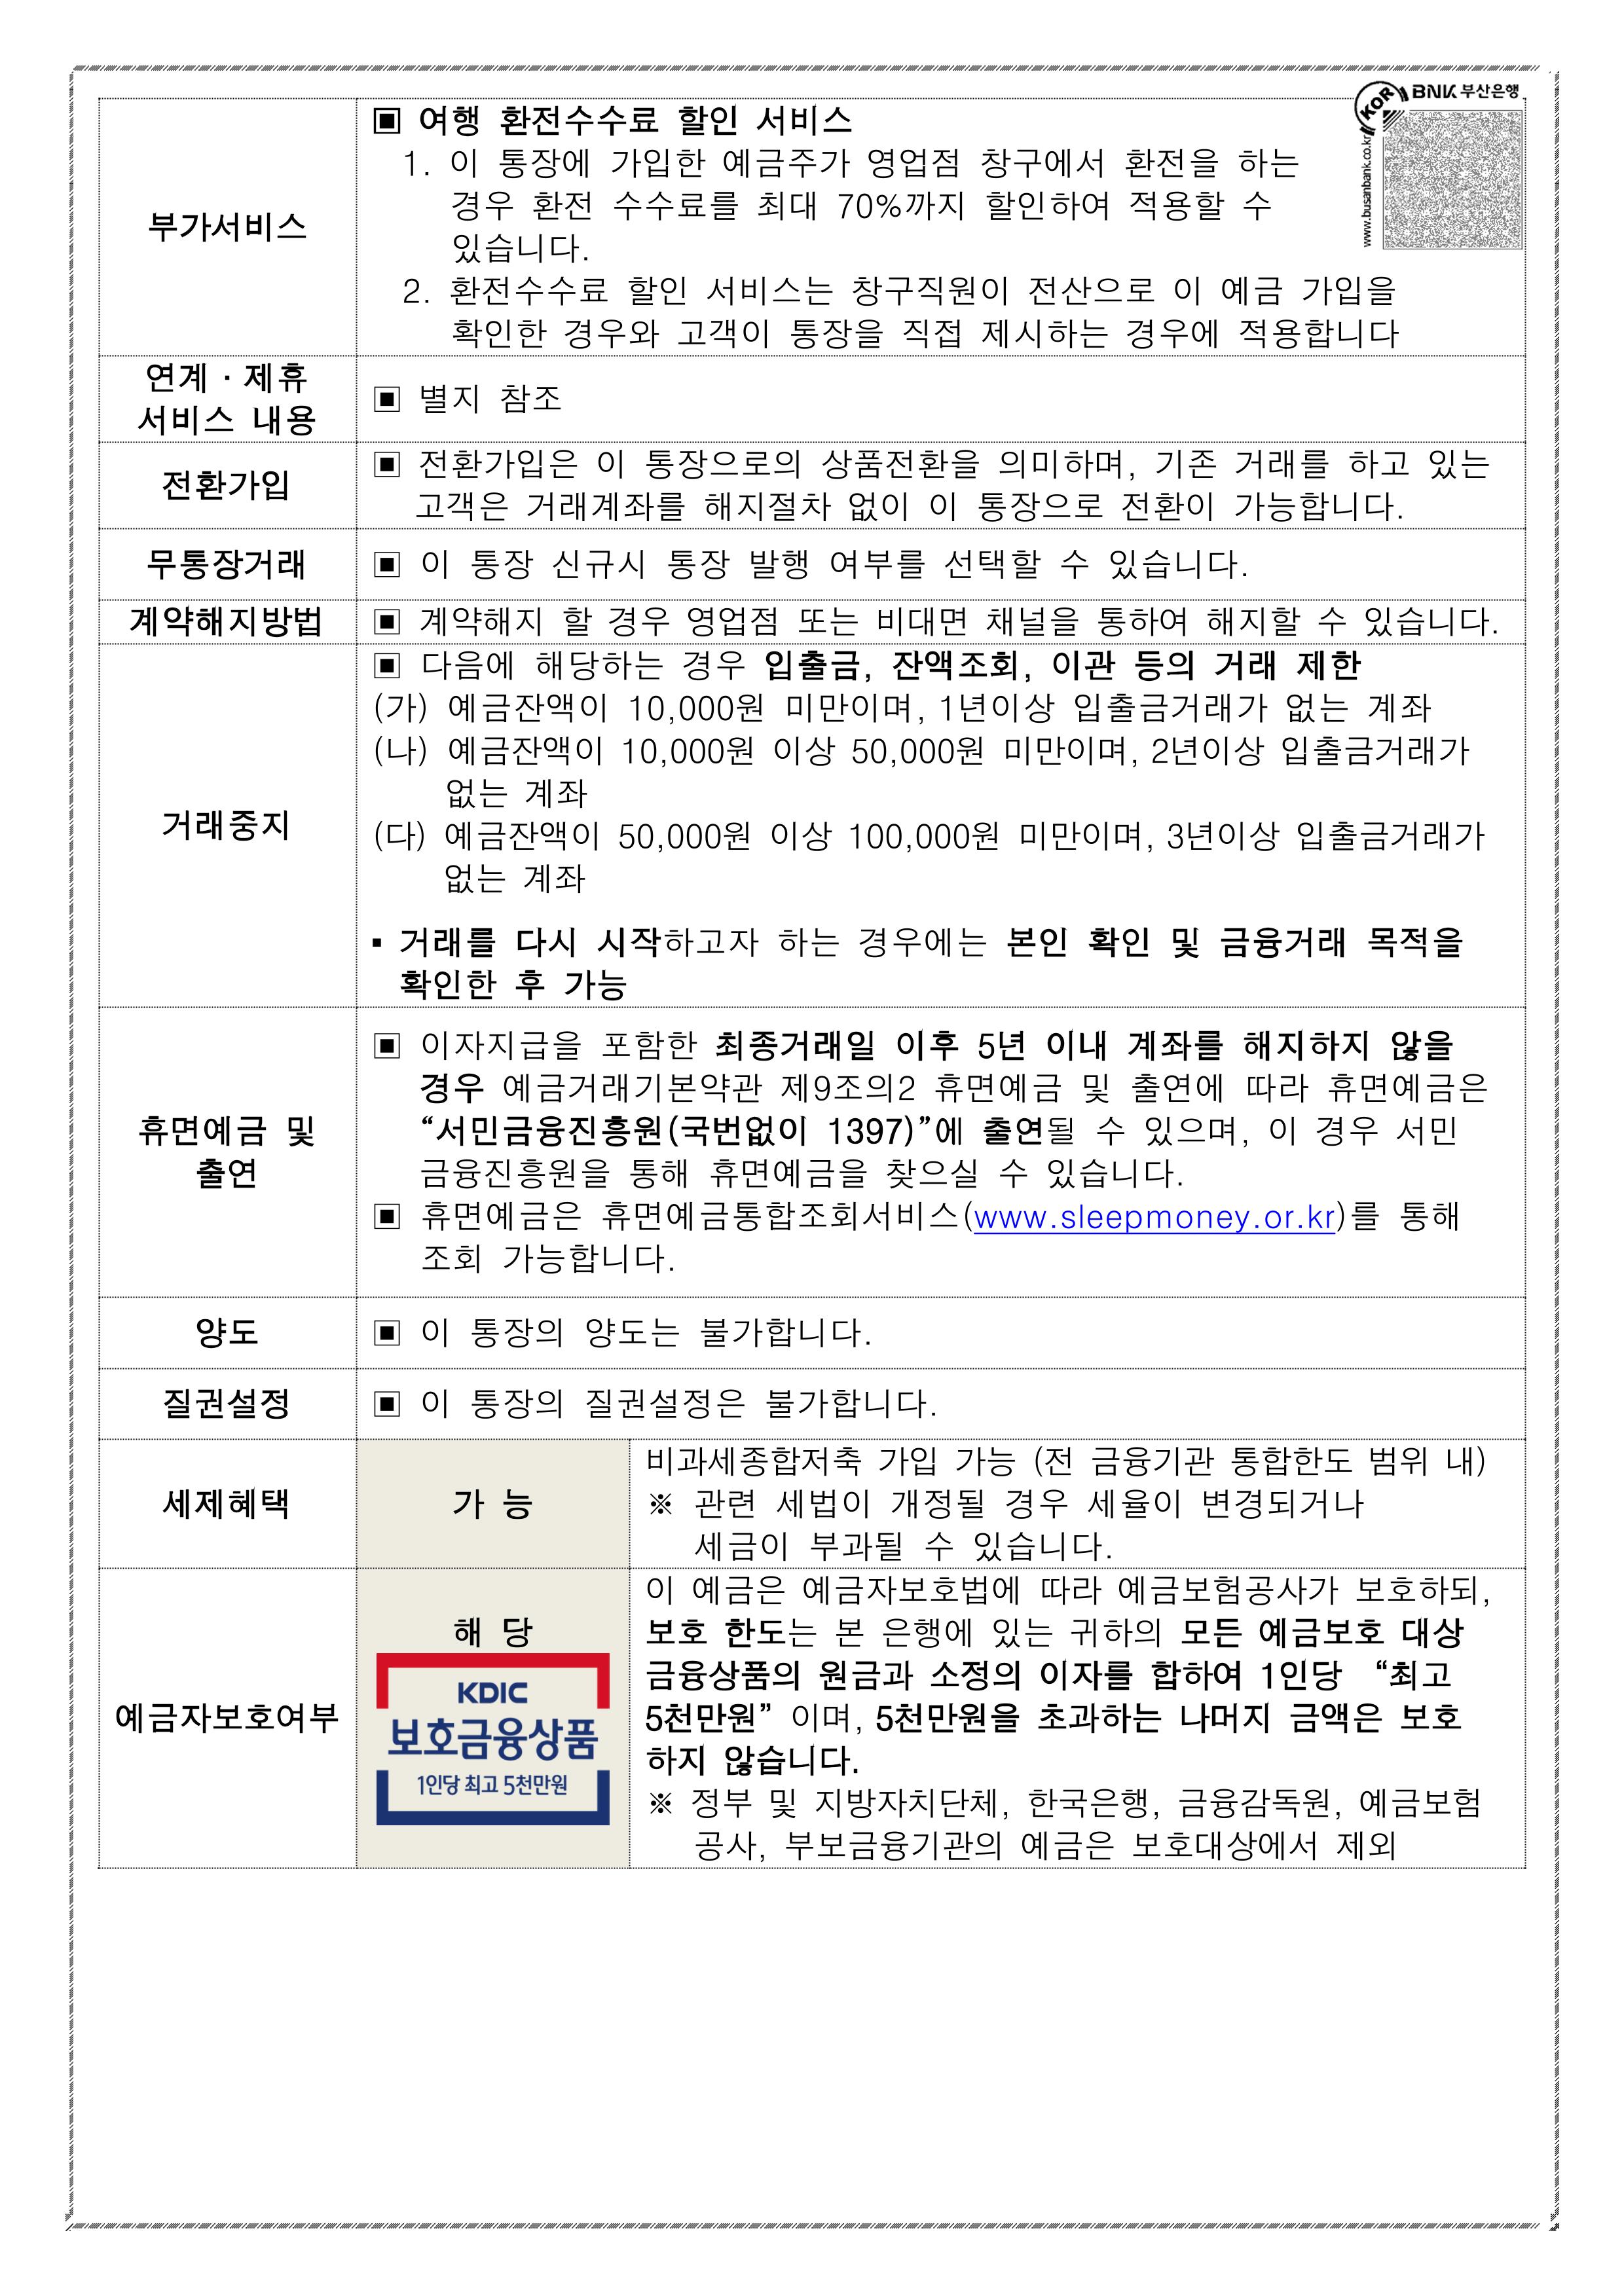 BNK 부산은행
KOR
www.busanbank.co.kr
부가서비스
▣ 여행 환전수수료 할인 서비스
1. 이 통장에 가입한 예금주가 영업점 창구에서 환전을 하는
경우 환전 수수료를 최대 70%까지 할인하여 적용할 수
있습니다.
2. 환전수수료 할인 서비스는 창구직원이 전산으로 이 예금 가입을
확인한 경우와 고객이 통장을 직접 제시하는 경우에 적용합니다
연계·제휴
서비스 내용
▣ 별지 참조
전환가입
▣ 전환가입은 이 통장으로의 상품전환을 의미하며, 기존 거래를 하고 있는
고객은 거래계좌를 해지절차 없이 이 통장으로 전환이 가능합니다.
무통장거래
▣ 이 통장 신규시 통장 발행 여부를 선택할 수 있습니다.
계약해지방법
▣ 계약해지 할 경우 영업점 또는 비대면 채널을 통하여 해지할 수 있습니다.
거래중지
▣ 다음에 해당하는 경우 입출금, 잔액조회, 이관 등의 거래 제한
(가) 예금잔액이 10,000원 미만이며, 1년이상 입출금거래가 없는 계좌
(나) 예금잔액이 10,000원 이상 50,000원 미만이며, 2년이상 입출금거래가
없는 계좌
(다) 예금잔액이 50,000원 이상 100,000원 미만이며, 3년이상 입출금거래가
없는 계좌
▪ 거래를 다시 시작하고자 하는 경우에는 본인 확인 및 금융거래 목적을
확인한 후 가능
휴면예금 및
출연
▣ 이자지급을 포함한 최종거래일 이후 5년 이내 계좌를 해지하지 않을
경우 예금거래기본약관 제9조의2 휴면예금 및 출연에 따라 휴면예금은
“서민금융진흥원(국번없이 1397)”에 출연될 수 있으며, 이 경우 서민
금융진흥원을 통해 휴면예금을 찾으실 수 있습니다.
▣ 휴면예금은 휴면예금통합조회서비스(www.sleepmoney.or.kr)를 통해
조회 가능합니다.
양도
▣ 이 통장의 양도는 불가합니다.
질권설정
▣ 이 통장의 질권설정은 불가합니다.
세제혜택
가 능
비과세종합저축 가입 가능 (전 금융기관 통합한도 범위 내)
※ 관련 세법이 개정될 경우 세율이 변경되거나
세금이 부과될 수 있습니다.
예금자보호여부
해 당
KDIC
보호금융상품
1인당 최고 5천만원
이 예금은 예금자보호법에 따라 예금보험공사가 보호하되,
보호 한도는 본 은행에 있는 귀하의 모든 예금보호 대상
금융상품의 원금과 소정의 이자를 합하여 1인당 “최고
5천만원” 이며, 5천만원을 초과하는 나머지 금액은 보호
하지 않습니다.
※ 정부 및 지방자치단체, 한국은행, 금융감독원, 예금보험
공사, 부보금융기관의 예금은 보호대상에서 제외